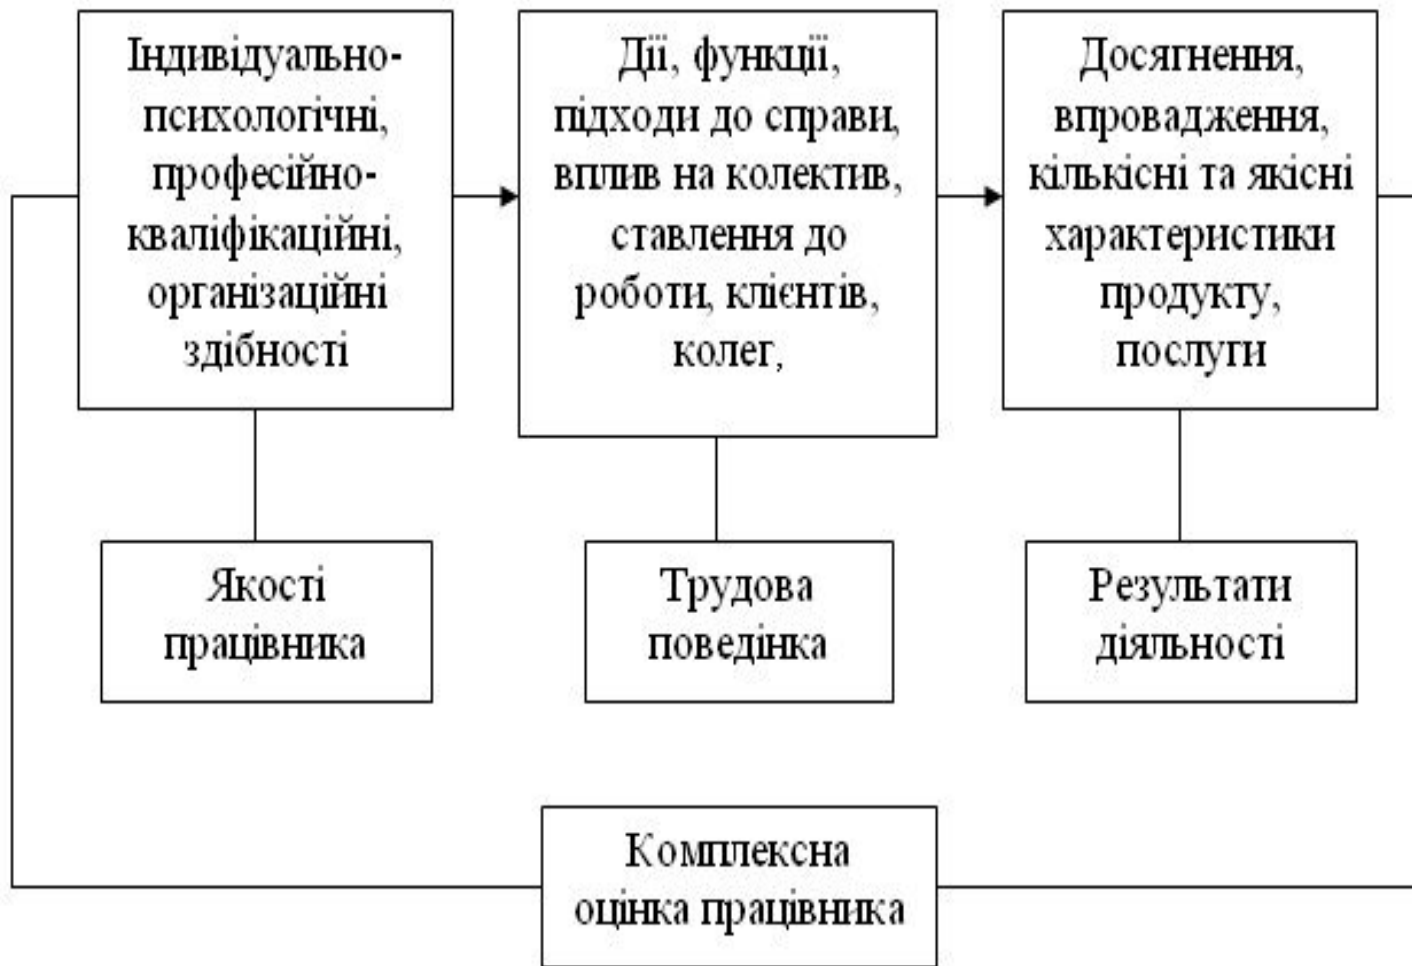 Індивідуально-
психологічні,
професійно-
кваліфікаційні,
організаційні
здібності
Дії, функції,
підходи до справи,
вплив на колектив,
ставлення до
роботи, клієнтів,
колег,
Досягнення,
впровадження,
кількісні та якісні
характеристики
продукту,
послуги
Якості
працівника
Трудова
поведінка
Результати
діяльності
Комплексна
оцінка працівника